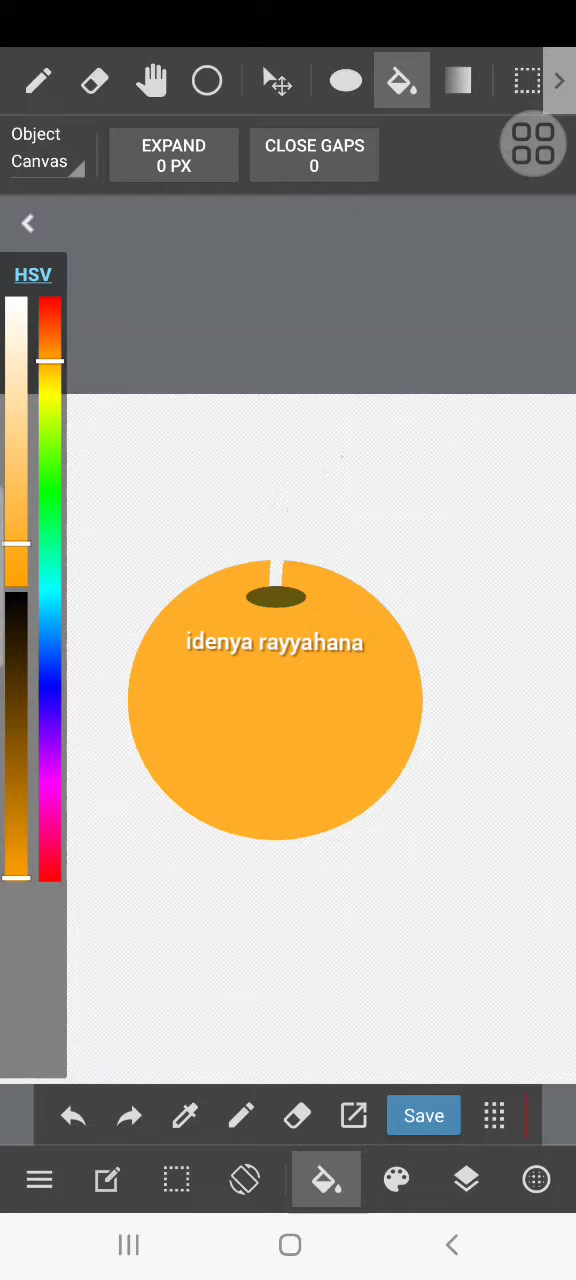 Object
Canvas
EXPAND
0 PX
CLOSE GAPS
0
HSV
idenya rayyahana
Save